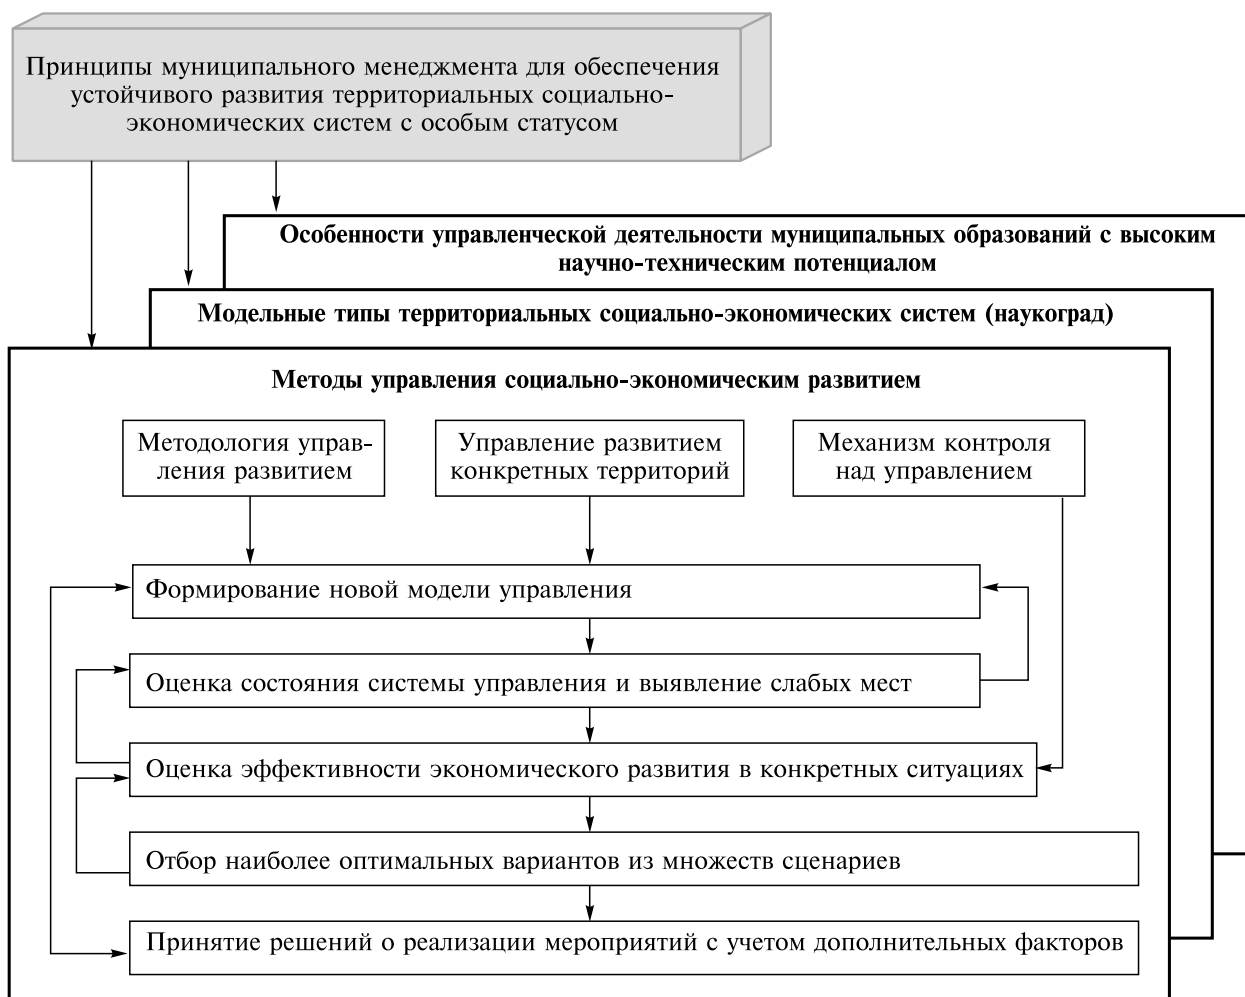 Принципы муниципального менеджмента для обеспечения
устойчивого развития территориальных социально-
экономических систем с особым статусом
Особенности управленческой деятельности муниципальных образований с высоким
научно-техническим потенциалом
Модельные типы территориальных социально-экономических систем (наукоград)
Методы управления социально-экономическим развитием
Методология управ-
ления развитием
Управление развитием
конкретных территорий
Механизм контроля
над управлением
Формирование новой модели управления
Оценка состояния системы управления и выявление слабых мест
Оценка эффективности экономического развития в конкретных ситуациях
Отбор наиболее оптимальных вариантов из множеств сценариев
Принятие решений о реализации мероприятий с учетом дополнительных факторов